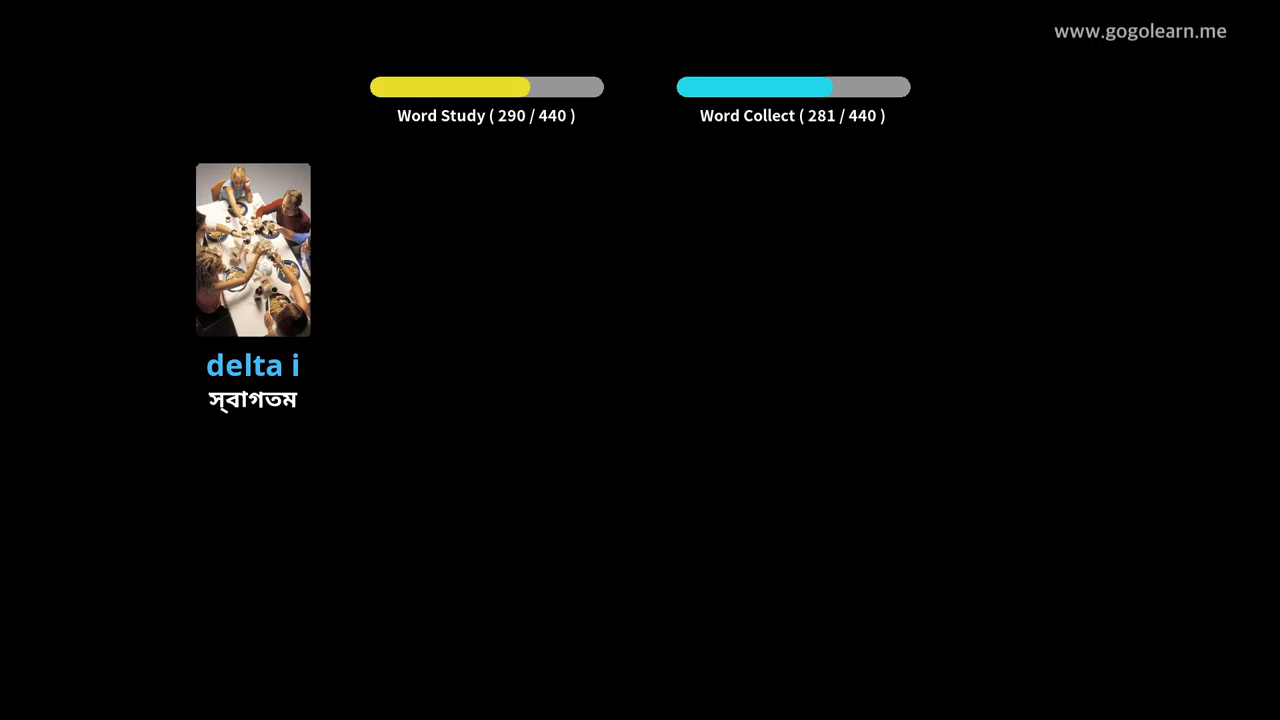 www.gogolearn.me
Word Study ( 290 / 440 )
Word Collect ( 281 / 440 )
delta i
স্‌বাগতম